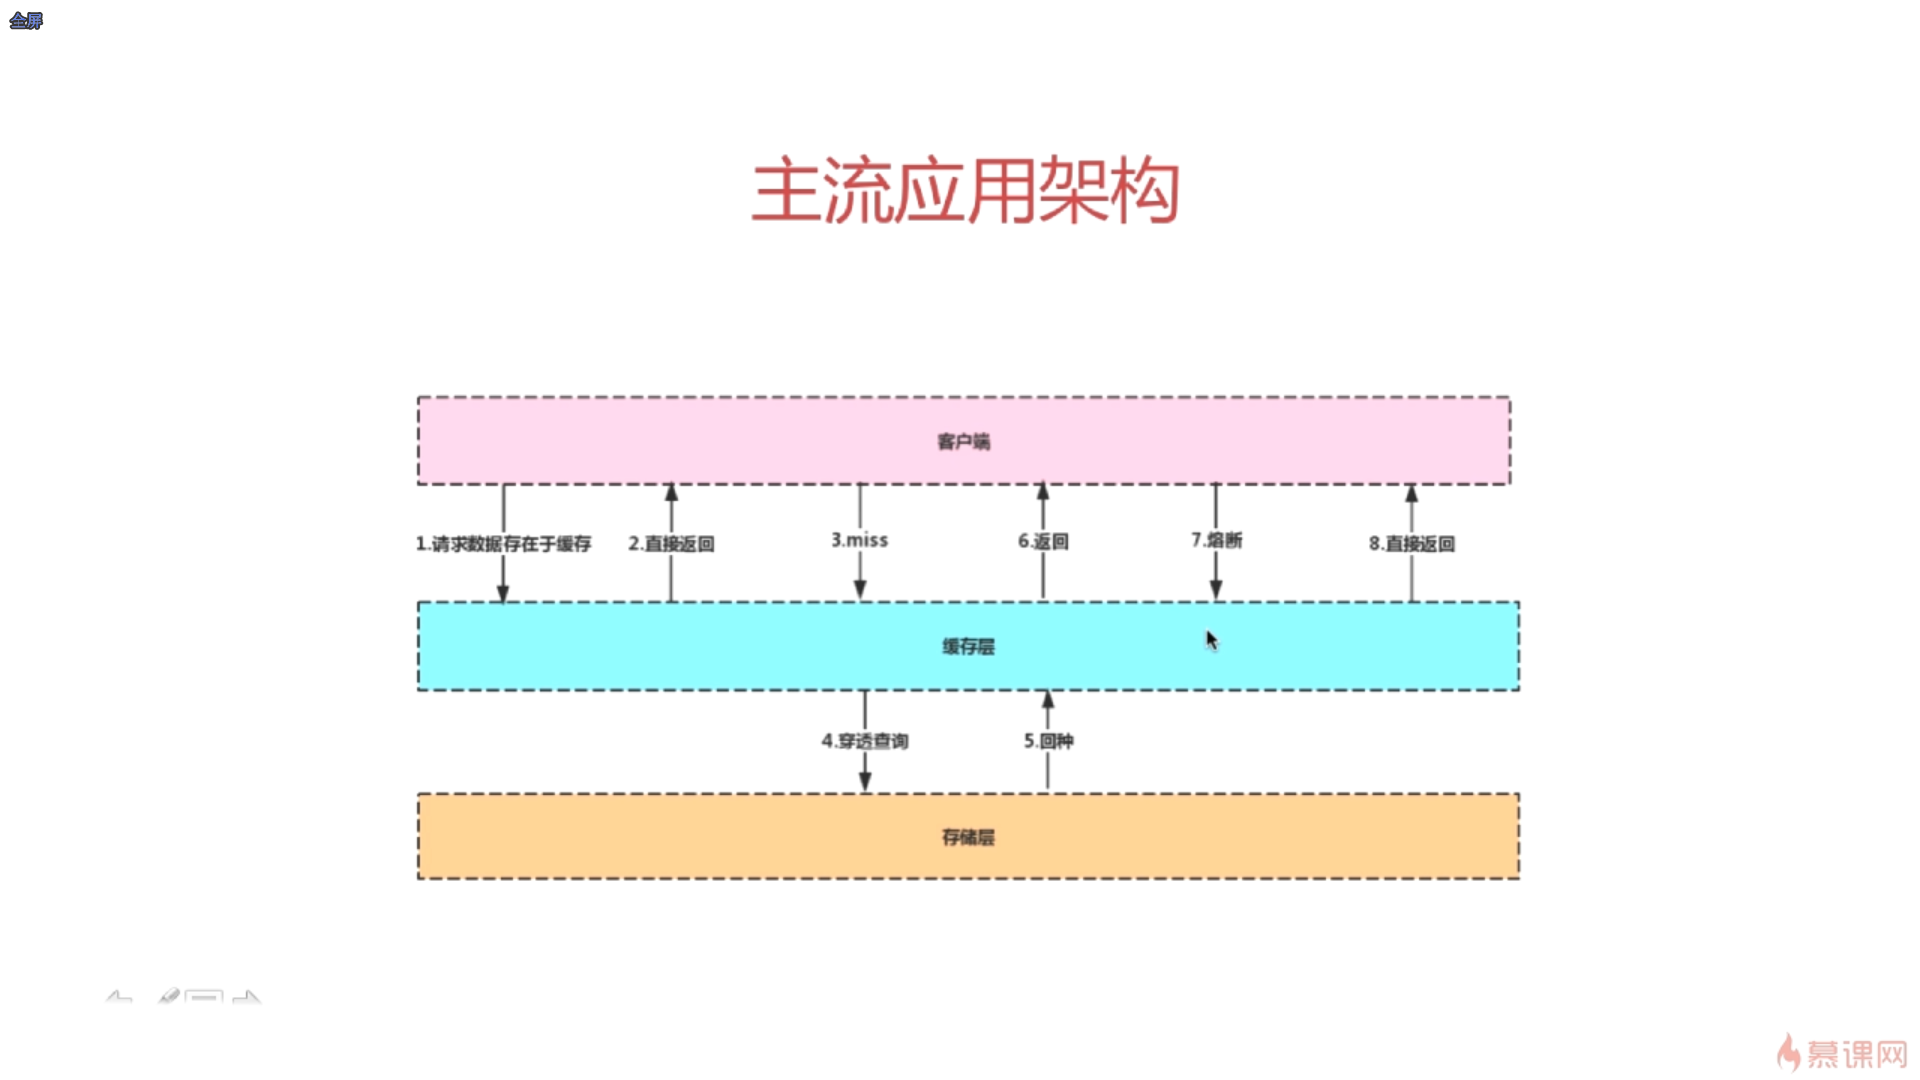 全屏
主流应用架构
客户端
1.请求数据存在于缓存
2.直接返回
3.miss
6.返回
7.熔断
8.直接返回
缓存层
4.穿透查询
5.回种
存储层
慕课网